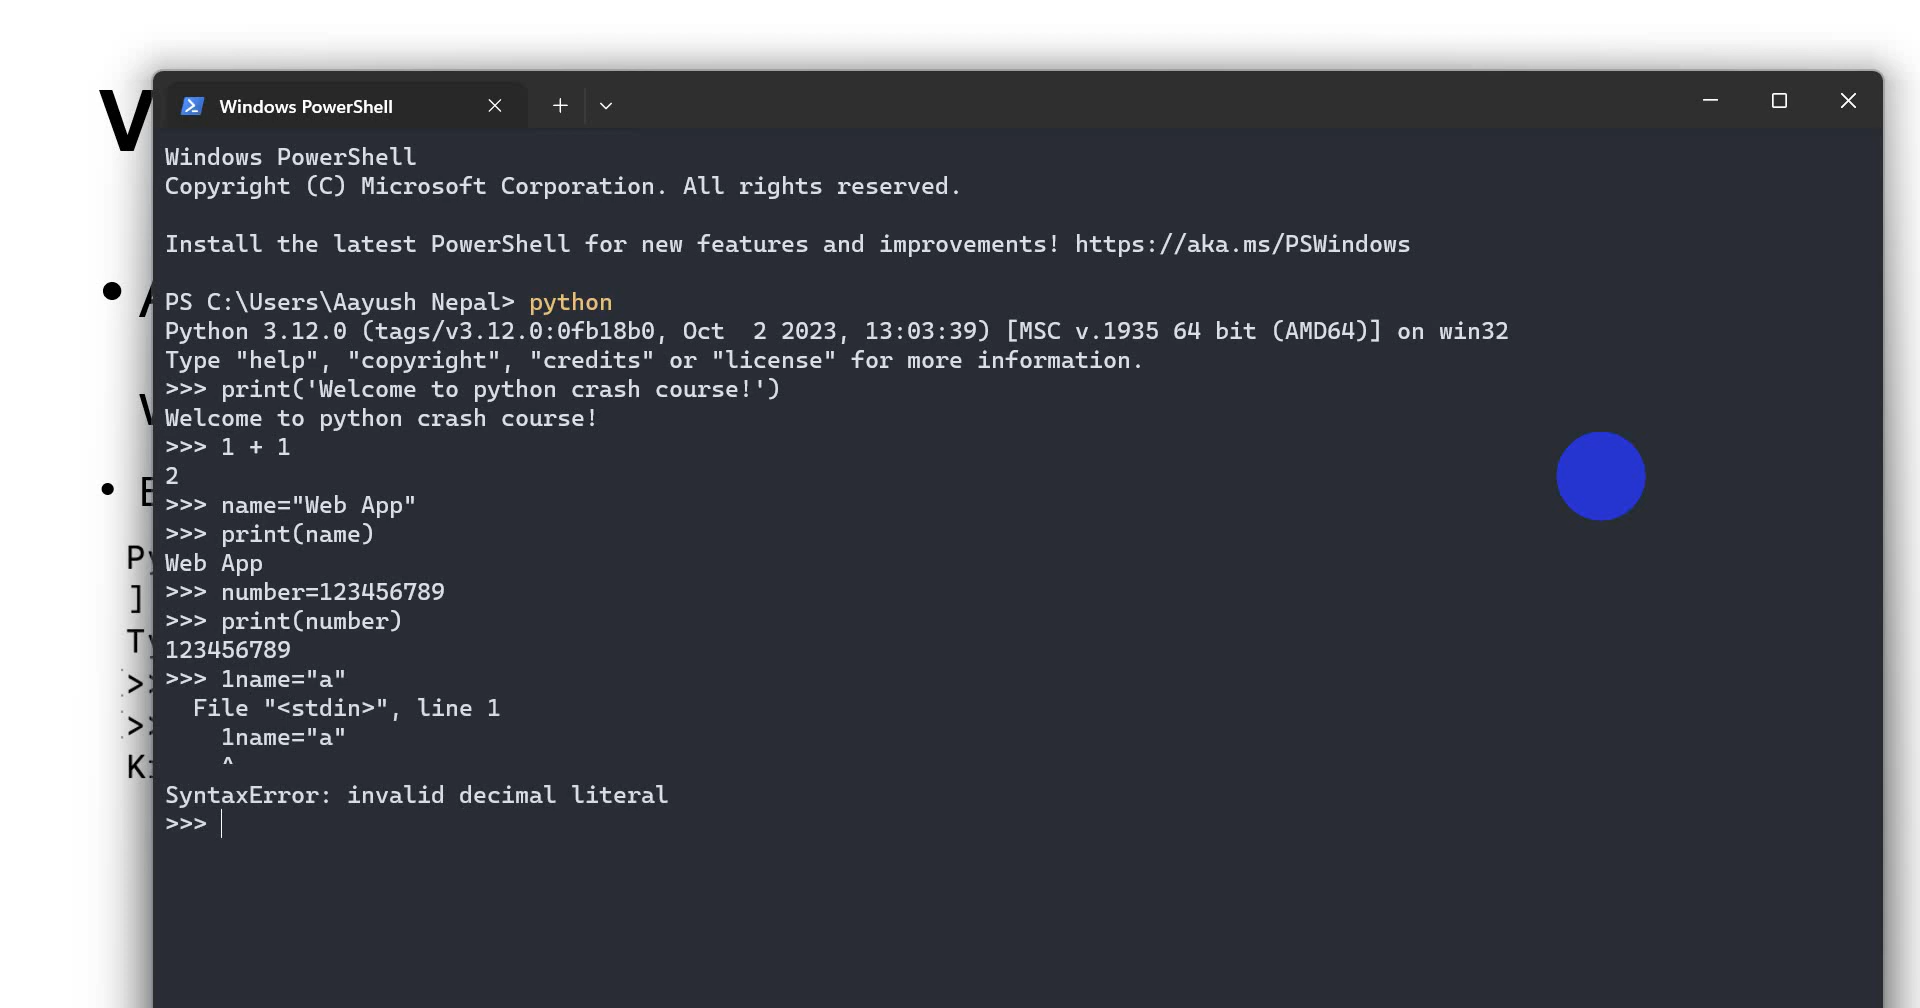 Windows PowerShell
Windows PowerShell
Copyright (C) Microsoft Corporation. All rights reserved.
Install the latest PowerShell for new features and improvements! https://aka.ms/PSWindows
PS C:\Users\Aayush Nepal> python
Python 3.12.0 (tags/v3.12.0:0fb18b0, Oct  2 2023, 13:03:39) [MSC v.1935 64 bit (AMD64)] on win32
Type "help", "copyright", "credits" or "license" for more information.
>>> print('Welcome to python crash course!')
Welcome to python crash course!
>>> 1 + 1
2
>>> name="Web App"
>>> print(name)
Web App
>>> number=123456789
>>> print(number)
123456789
>>> 1name="a"
  File "<stdin>", line 1
    1name="a"
    ^
SyntaxError: invalid decimal literal
>>>